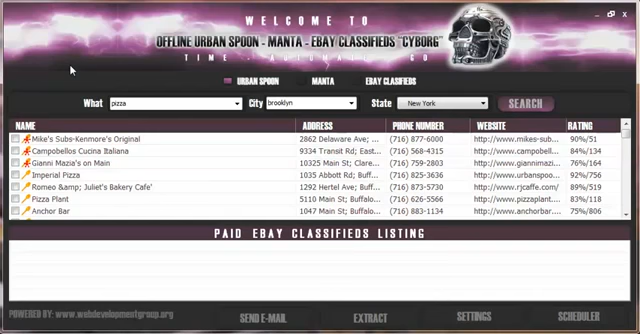 WELCOME TO
OFFLINE URBAN SPOON - MANTA - EBAY CLASSIFIEDS "CYBORG"
TIME - AUTOMATE - GO
URBAN SPOON MANTA EBAY CLASSIFIEDS
What pizza City brooklyn State New York SEARCH
NAME ADDRESS PHONE NUMBER WEBSITE RATING
Mike's Subs-Kenmore's Original 2862 Delaware Ave; ... (716) 877-6000 http://www.mikes-sub... 90%/51
Campobellos Cucina Italiana 9334 Transit Rd; East... (716) 568-4315 http://www.campobell... 84%/134
Gianni Mazia's on Main 10325 Main St; Clare... (716) 759-2803 http://www.giannimaz... 76%/164
Imperial Pizza 1035 Abbott Rd; Buff... (716) 825-3636 http://www.urbanspoo... 92%/756
Romeo &amp; Juliet's Bakery Cafe' 1292 Hertel Ave; Buff... (716) 873-5730 http://www.rjcaffe.com/ 89%/519
Pizza Plant 5110 Main St; Buffalo... (716) 626-5566 http://www.pizzaplant... 83%/118
Anchor Bar 1047 Main St; Buffalo... (716) 883-1134 http://www.anchorbar.... 75%/806
PAID EBAY CLASSIFIEDS LISTING
POWERED BY: www.webdevelopmentgroup.org SEND E-MAIL EXTRACT SETTINGS SCHEDULER